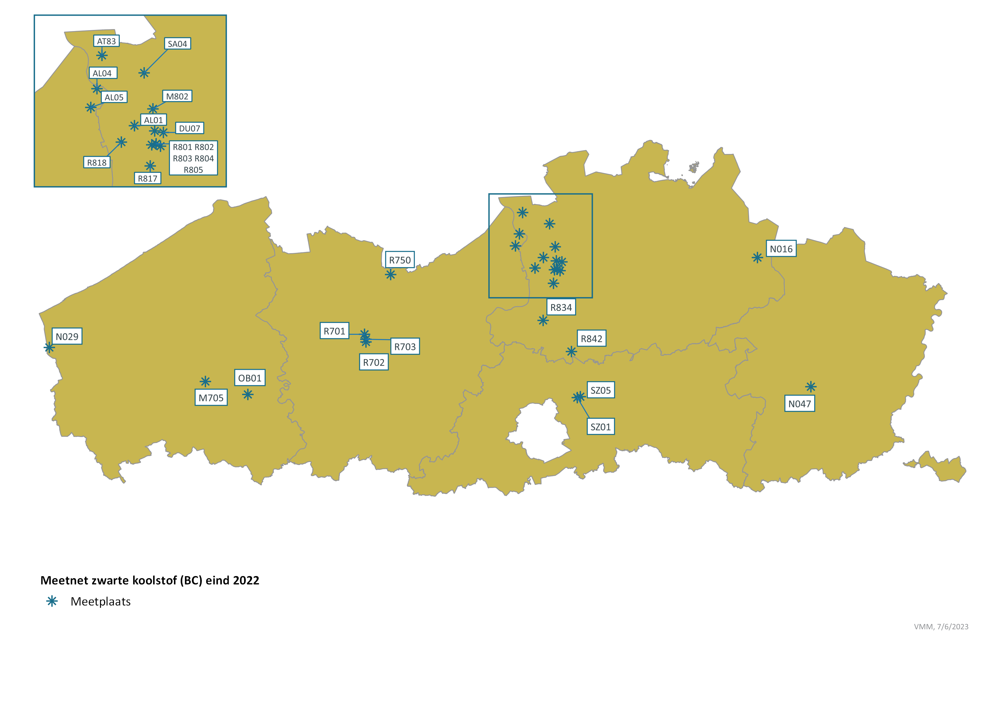 AT83
SA04
AL04
AL05
M802
AL01
DU07
R801 R802
R803 R804
R805
R818
R817
R750
N016
R834
R701
N029
R842
R703
R702
OB01
SZ05
M705
N047
SZ01
Meetnet zwarte koolstof (BC) eind 2022
Meetplaats
VMM, 7/6/2023